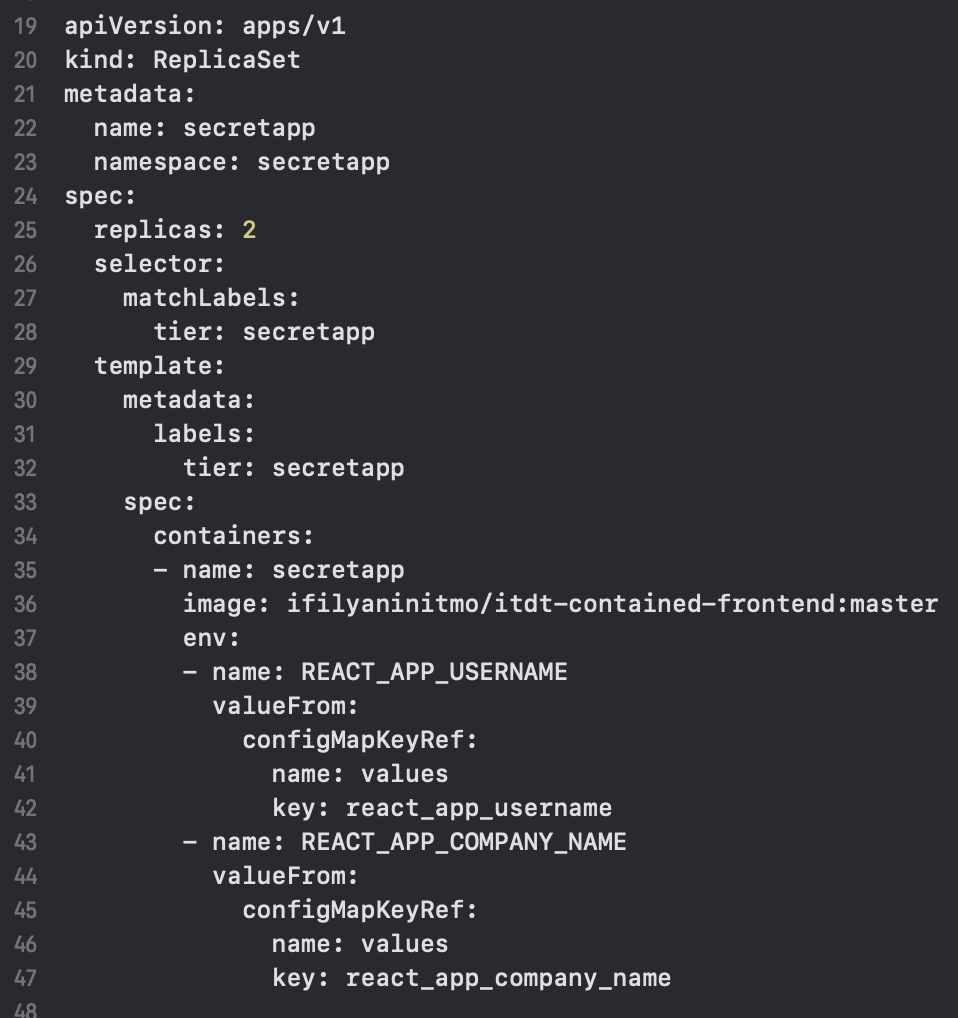 19 apiVersion: apps/v1
20 kind: ReplicaSet
21 metadata:
22   name: secretapp
23   namespace: secretapp
24 spec:
25   replicas: 2
26   selector:
27     matchLabels:
28       tier: secretapp
29   template:
30     metadata:
31       labels:
32         tier: secretapp
33     spec:
34       containers:
35       - name: secretapp
36         image: ifilyaninitmo/itdt-contained-frontend:master
37         env:
38         - name: REACT_APP_USERNAME
39           valueFrom:
40             configMapKeyRef:
41               name: values
42               key: react_app_username
43         - name: REACT_APP_COMPANY_NAME
44           valueFrom:
45             configMapKeyRef:
46               name: values
47               key: react_app_company_name
48